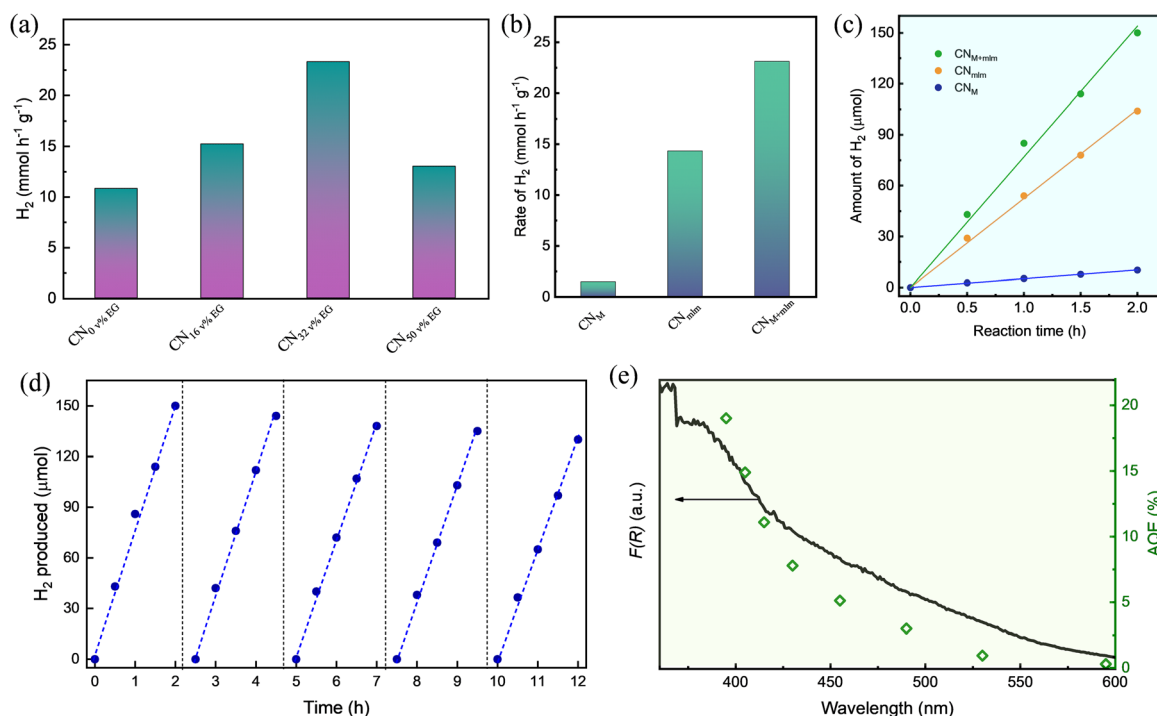 (a)
H2 (mmol h-1 g-1)
25
20
15
10
5
0
CN0 v% EG
CN16 v% EG
CN32 v% EG
CN50 v% EG
(b)
Rate of H2 (mmol h-1 g-1)
25
20
15
10
5
0
CNM
CNmIm
CNM+mIm
(c)
Amount of H2 (μmol)
150
120
90
60
30
0
CNM+mIm
CNmIm
CNM
0.0 0.5 1.0 1.5 2.0
Reaction time (h)
(d)
H2 produced (μmol)
150
120
90
60
30
0
0 1 2 3 4 5 6 7 8 9 10 11 12
Time (h)
(e)
F(R) (a.u.)
400 450 500 550 600
Wavelength (nm)
20
15
10
5
0
AQE (%)